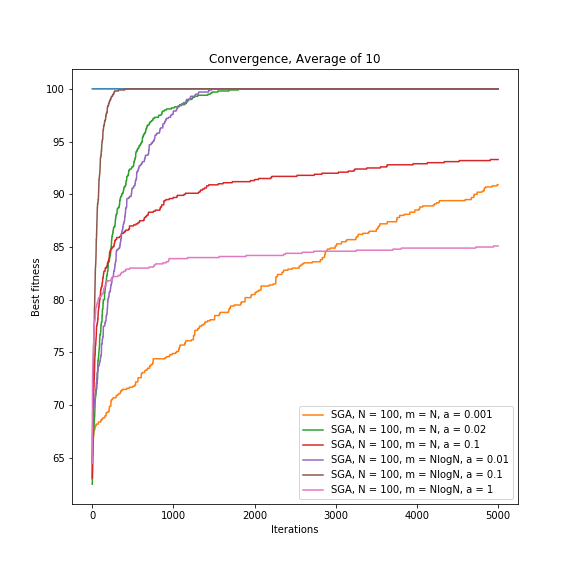 Convergence, Average of 10
Best fitness
100
95
90
85
80
75
70
65
SGA, N = 100, m = N, a = 0.001
SGA, N = 100, m = N, a = 0.02
SGA, N = 100, m = N, a = 0.1
SGA, N = 100, m = NlogN, a = 0.01
SGA, N = 100, m = NlogN, a = 0.1
SGA, N = 100, m = NlogN, a = 1
0 1000 2000 3000 4000 5000
Iterations